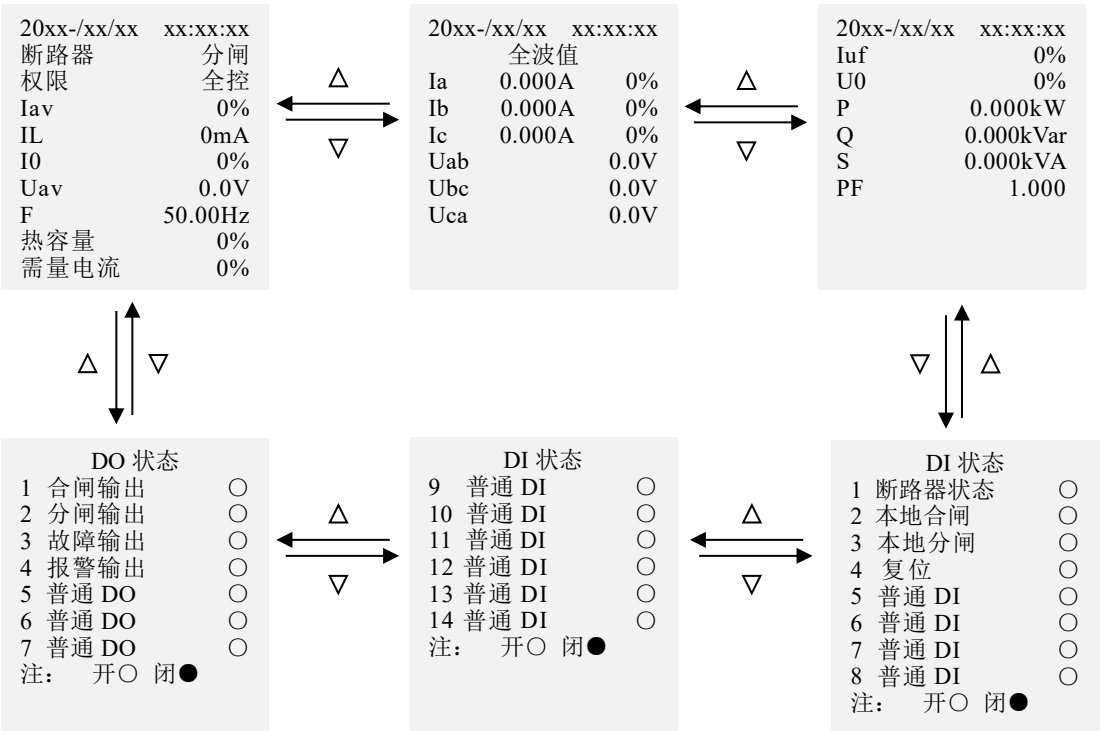 20xx-/xx/xx xx:xx:xx
断路器 分闸
权限 全控
Iav 0%
IL 0mA
I0 0%
Uav 0.0V
F 50.00Hz
热容量 0%
需量电流 0%
△
▽
20xx-/xx/xx xx:xx:xx
全波值
Ia 0.000A 0%
Ib 0.000A 0%
Ic 0.000A 0%
Uab 0.0V
Ubc 0.0V
Uca 0.0V
△
▽
20xx-/xx/xx xx:xx:xx
Iuf 0%
U0 0%
P 0.000kW
Q 0.000kVar
S 0.000kVA
PF 1.000
△ ▽
▽ △
DO 状态
1 合闸输出 ○
2 分闸输出 ○
3 故障输出 ○
4 报警输出 ○
5 普通 DO ○
6 普通 DO ○
7 普通 DO ○
注： 开○ 闭●
△
▽
DI 状态
9 普通 DI ○
10 普通 DI ○
11 普通 DI ○
12 普通 DI ○
13 普通 DI ○
14 普通 DI ○
注： 开○ 闭●
△
▽
DI 状态
1 断路器状态 ○
2 本地合闸 ○
3 本地分闸 ○
4 复位 ○
5 普通 DI ○
6 普通 DI ○
7 普通 DI ○
8 普通 DI ○
注： 开○ 闭●